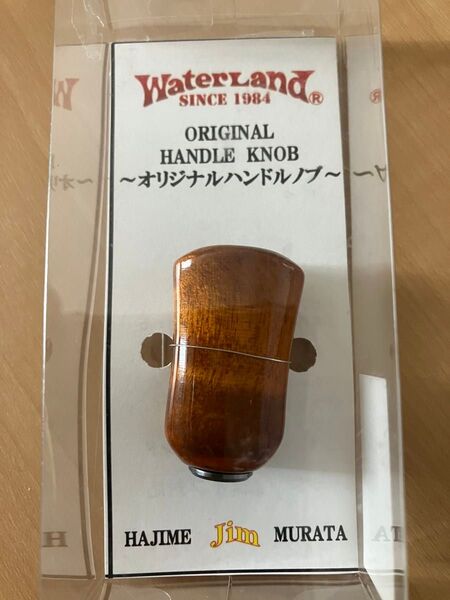 WaterLand®
SINCE 1984
ORIGINAL
HANDLE KNOB
～オリジナルハンドルノブ～
HAJIME Jim MURATA